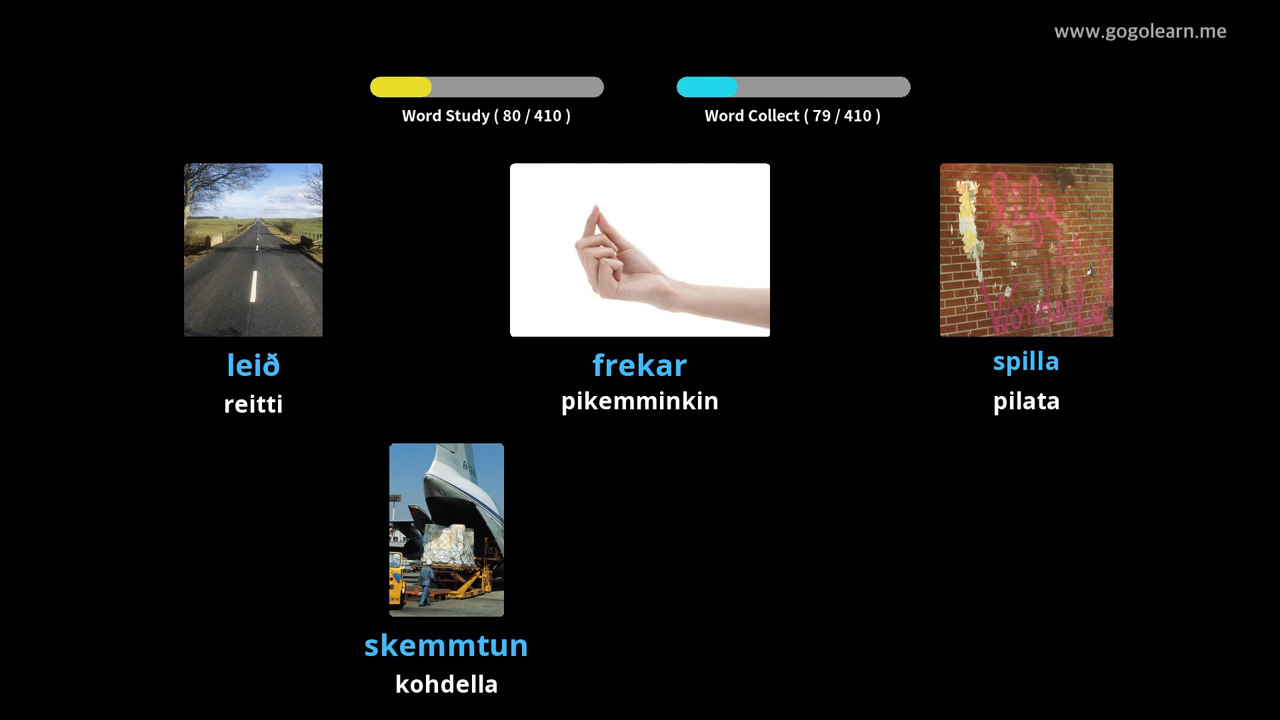 www.gogolearn.me
Word Study ( 80 / 410 )
Word Collect ( 79 / 410 )
leið
reitti
frekar
pikemminkin
spilla
pilata
skemmtun
kohdella